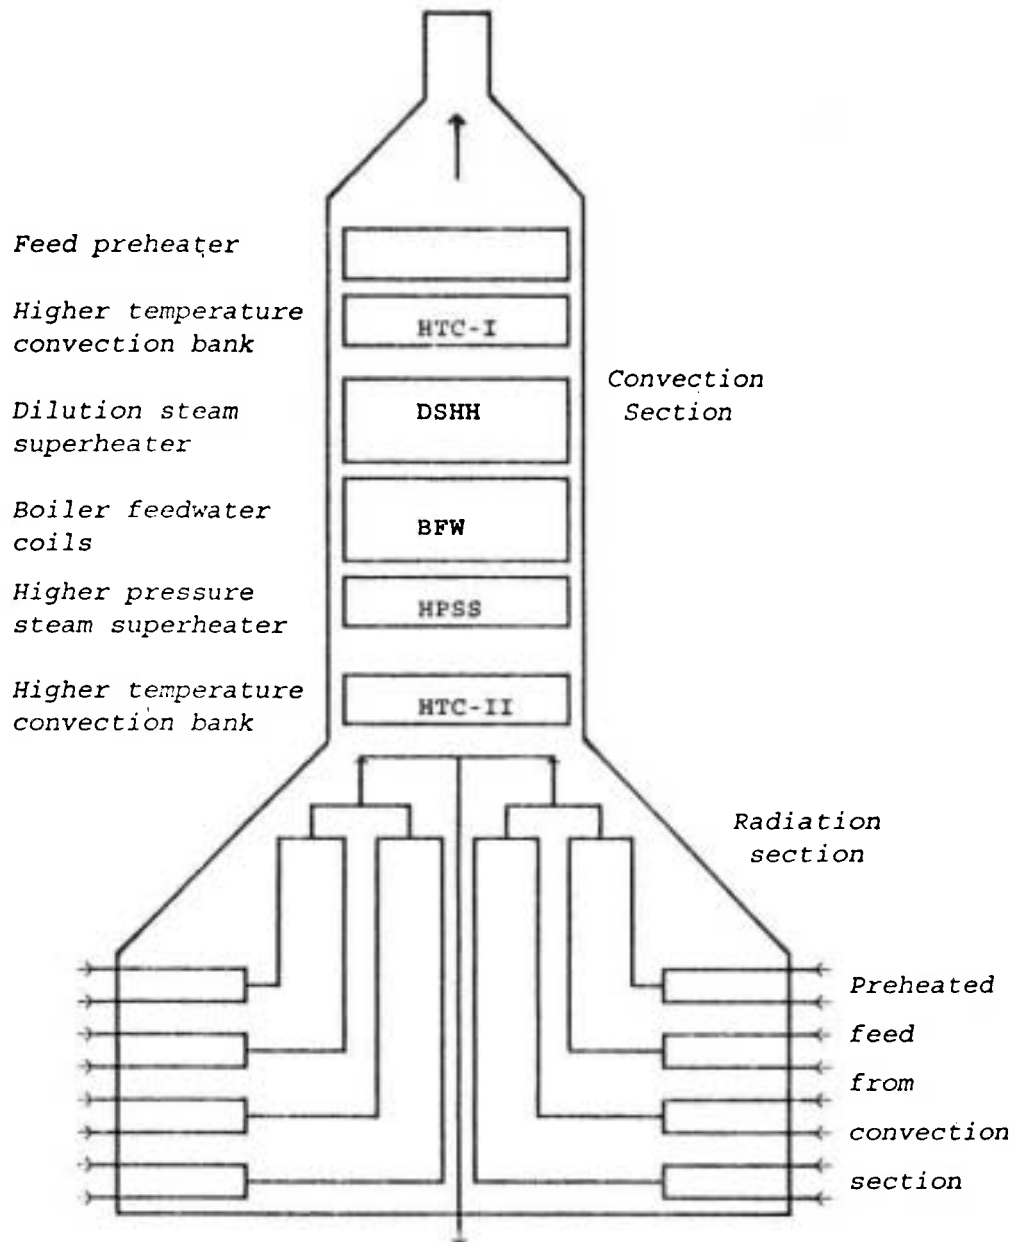 Feed preheater
Higher temperature
convection bank
HTC-I
Convection
Section
Dilution steam
superheater
DSHH
Boiler feedwater
coils
BFW
Higher pressure
steam superheater
HPSS
Higher temperature
convection bank
HTC-II
Radiation
section
Preheated
feed
from
convection
section